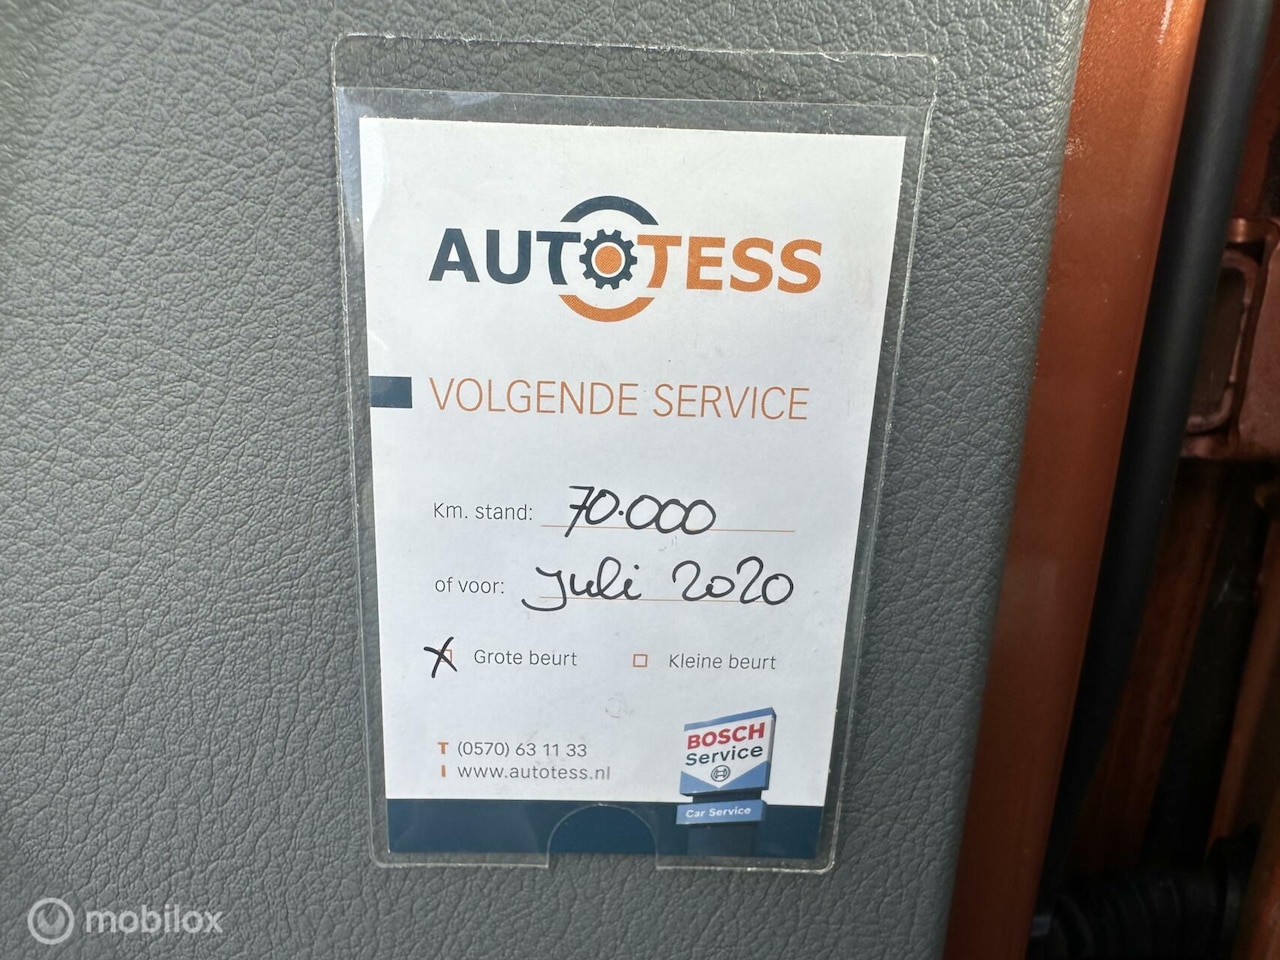 AUTOTESS
VOLGENDE SERVICE
Km. stand: 70.000
of voor: Juli 2020
X Grote beurt □ Kleine beurt
T (0570) 63 11 33
I www.autotess.nl
BOSCH
Service
Car Service
mobilox